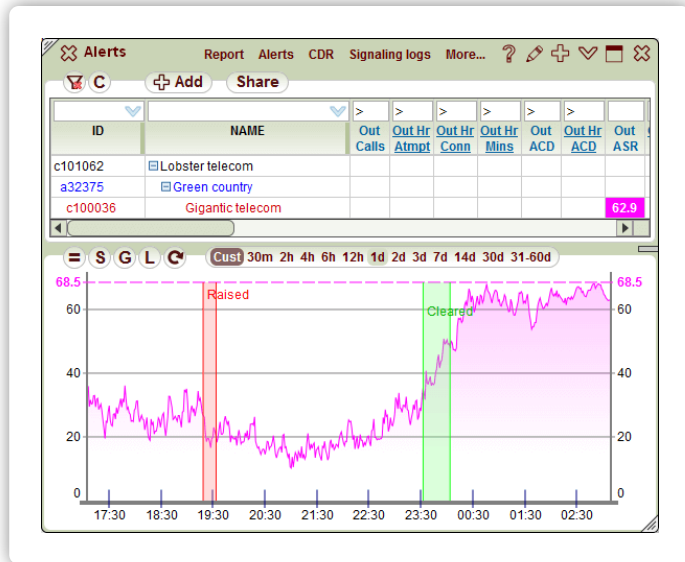 Alerts Report Alerts CDR Signaling logs More... ?
C Add Share
> > > > >
ID NAME Out Calls Out Hr Atmpt Out Hr Conn Out Hr Mins Out ACD Out Hr ACD Out ASR
c101062 Lobster telecom
a32375 Green country
c100036 Gigantic telecom 62.9
= S G L Cust 30m 2h 4h 6h 12h 1d 2d 3d 7d 14d 30d 31-60d
68.5 68.5
Raised
60 Cleared 60
40 40
20 20
0 0
17:30 18:30 19:30 20:30 21:30 22:30 23:30 00:30 01:30 02:30